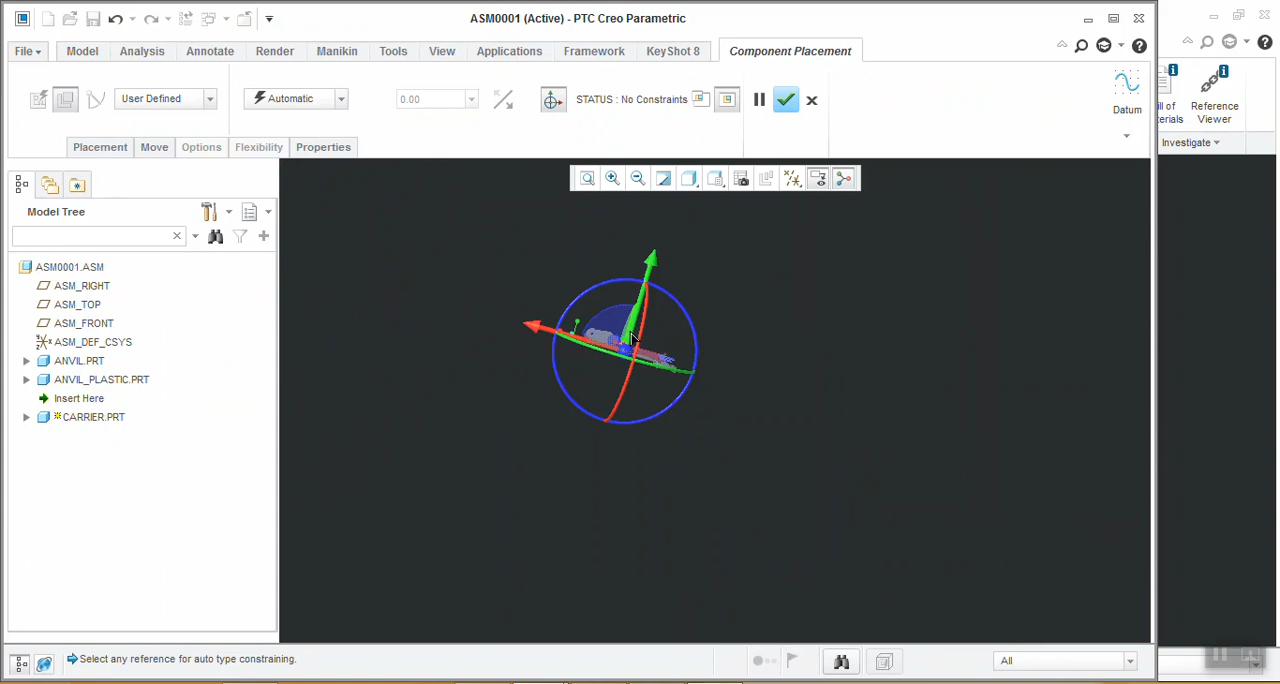 ASM0001 (Active) - PTC Creo Parametric
File Model Analysis Annotate Render Manikin Tools View Applications Framework KeyShot 8 Component Placement
User Defined Automatic 0.00 STATUS : No Constraints
Datum
Reference
Viewer
Investigate
Placement Move Options Flexibility Properties
Model Tree
ASM0001.ASM
ASM_RIGHT
ASM_TOP
ASM_FRONT
ASM_DEF_CSYS
ANVIL.PRT
ANVIL_PLASTIC.PRT
Insert Here
CARRIER.PRT
Select any reference for auto type constraining.
All